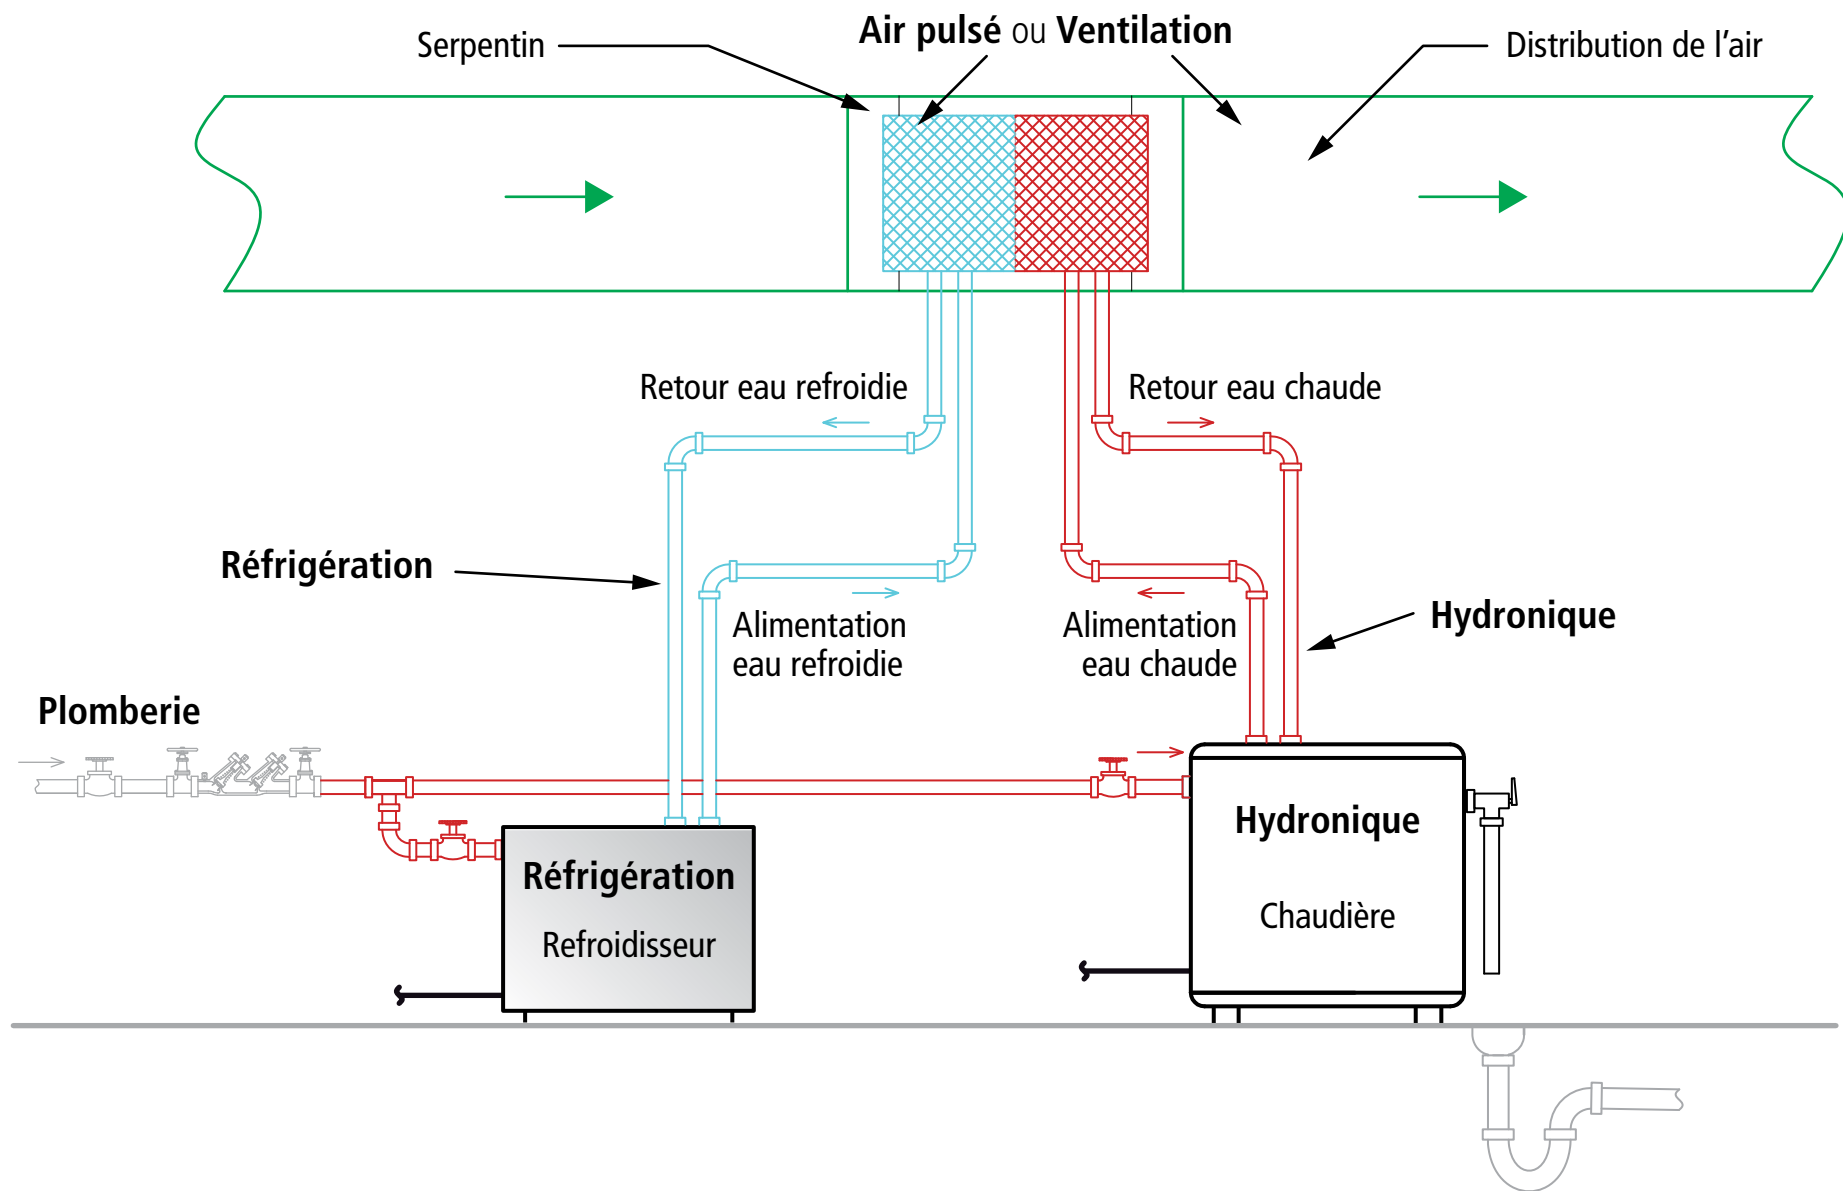 Serpentin
Air pulsé ou Ventilation
Distribution de l’air
Retour eau refroidie
Retour eau chaude
Réfrigération
Alimentation
eau refroidie
Alimentation
eau chaude
Hydronique
Plomberie
Réfrigération
Refroidisseur
Hydronique
Chaudière